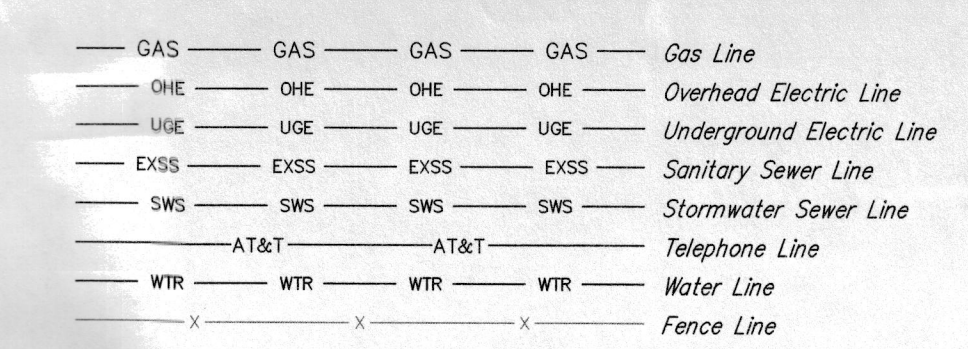 GAS GAS GAS GAS Gas Line
OHE OHE OHE OHE Overhead Electric Line
UGE UGE UGE UGE Underground Electric Line
EXSS EXSS EXSS EXSS Sanitary Sewer Line
SWS SWS SWS SWS Stormwater Sewer Line
AT&T AT&T Telephone Line
WTR WTR WTR WTR Water Line
X X X Fence Line